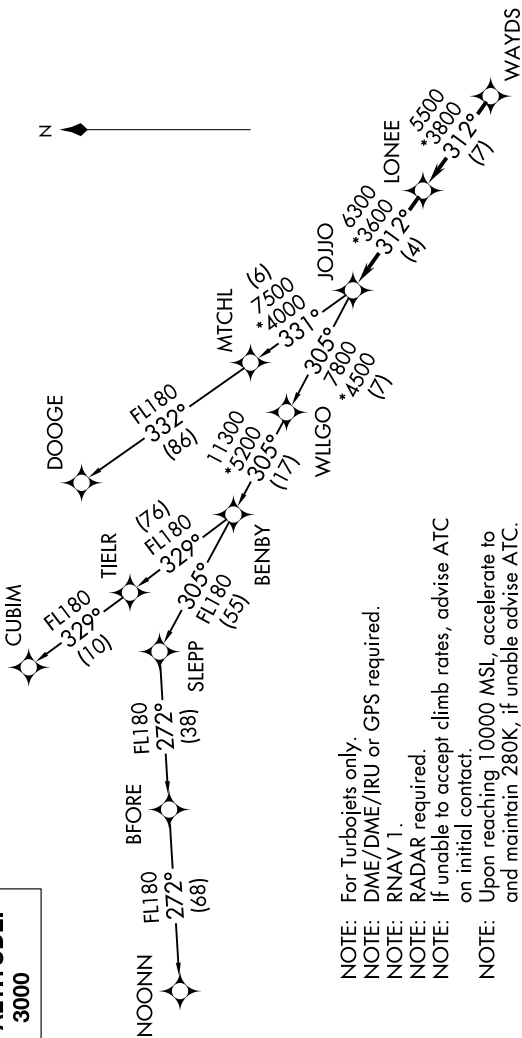 ALTITUDE:
3000
N
DOOGE
FL180
332°
(86)
MTCHL
(6)
7500
*4000
331°
JOJJO
6300
*3600
312°
(4)
LONEE
5500
*3800
312°
(7)
WAYDS
305°
7800
*4500
(7)
WLLGO
11300
*5200
305°
(17)
BENBY
(76)
FL180
329°
TIELR
FL180
329°
(10)
CUBIM
305°
FL180
(55)
SLEPP
FL180
272°
(38)
BFORE
FL180
272°
(68)
NOONN
NOTE: For Turbojets only.
NOTE: DME/DME/IRU or GPS required.
NOTE: RNAV 1.
NOTE: RADAR required.
NOTE: If unable to accept climb rates, advise ATC
on initial contact.
NOTE: Upon reaching 10000 MSL, accelerate to
and maintain 280K, if unable advise ATC.